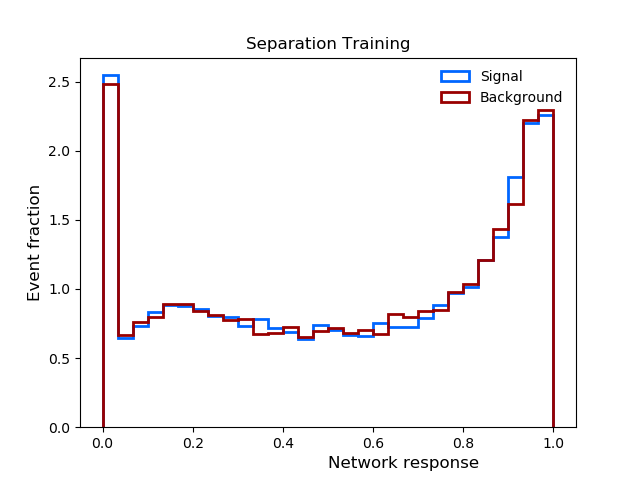 Separation Training
Signal
Background
Event fraction
2.5
2.0
1.5
1.0
0.5
0.0
0.0 0.2 0.4 0.6 0.8 1.0
Network response